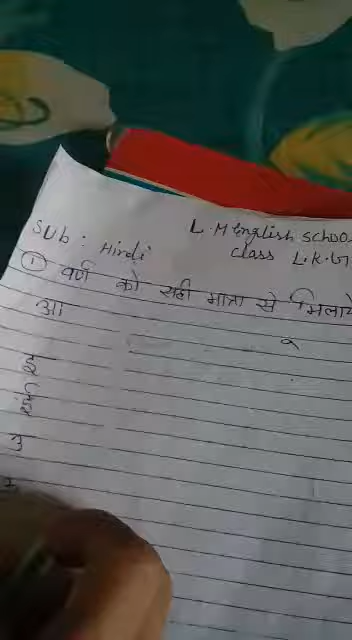 L.M English School
Sub : Hindi class L.K.G
① वर्ण को सही मात्रा से मिलाये
आ
इ
ई
उ